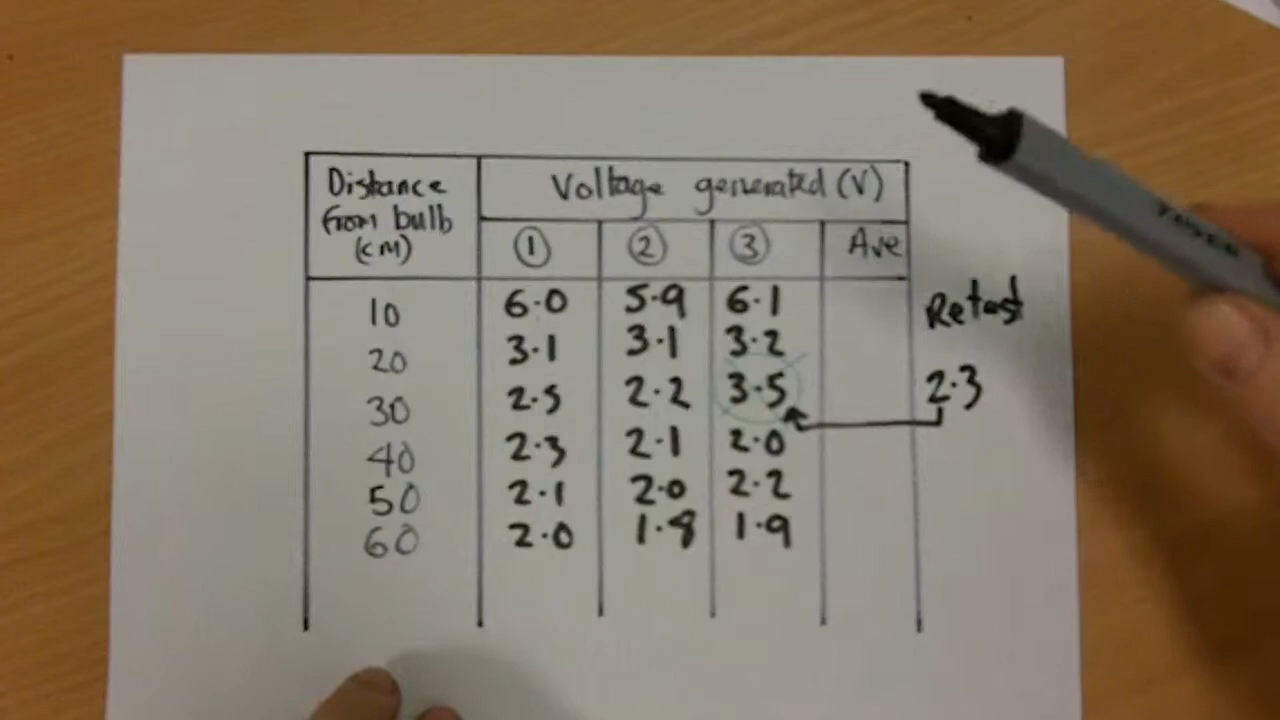 Distance from bulb (cm)
Voltage generated (V)
① ② ③ Ave
10 6.0 5.9 6.1
20 3.1 3.1 3.2
30 2.5 2.2 3.5
40 2.3 2.1 2.0
50 2.1 2.0 2.2
60 2.0 1.8 1.9
Retest
2.3